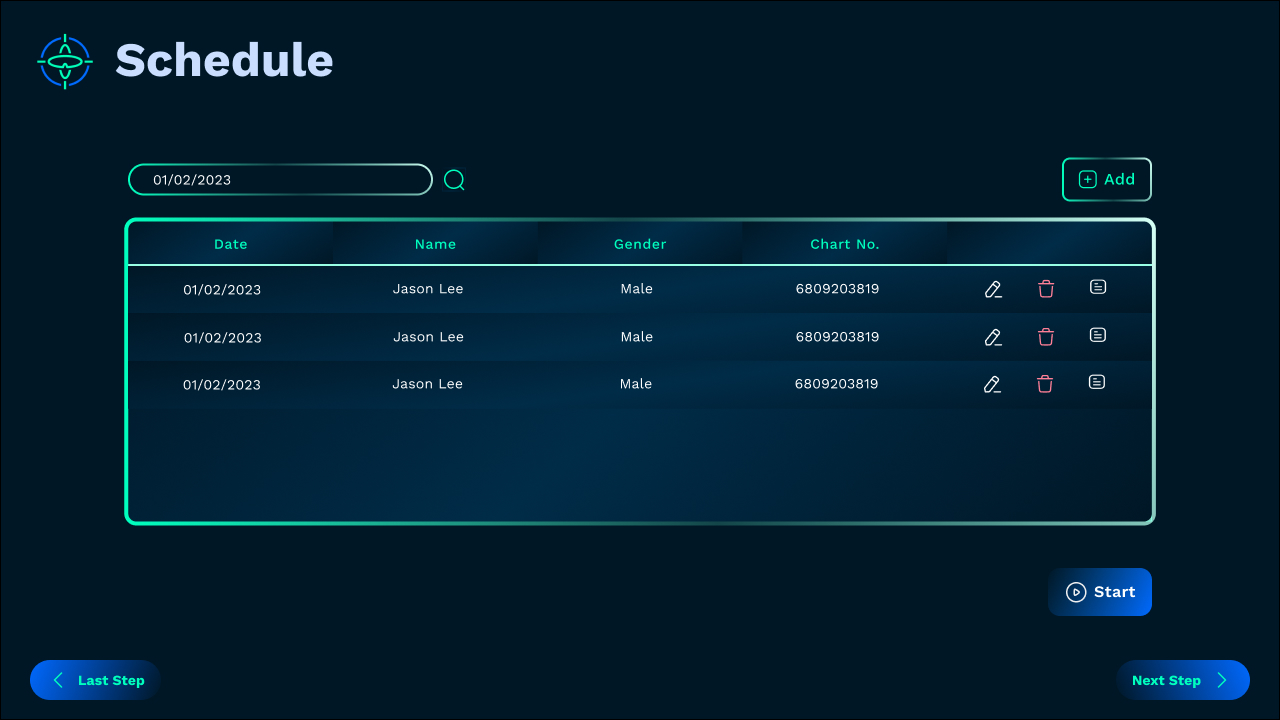 Schedule
01/02/2023
Add
Date Name Gender Chart No.
01/02/2023 Jason Lee Male 6809203819
01/02/2023 Jason Lee Male 6809203819
01/02/2023 Jason Lee Male 6809203819
Start
Last Step
Next Step